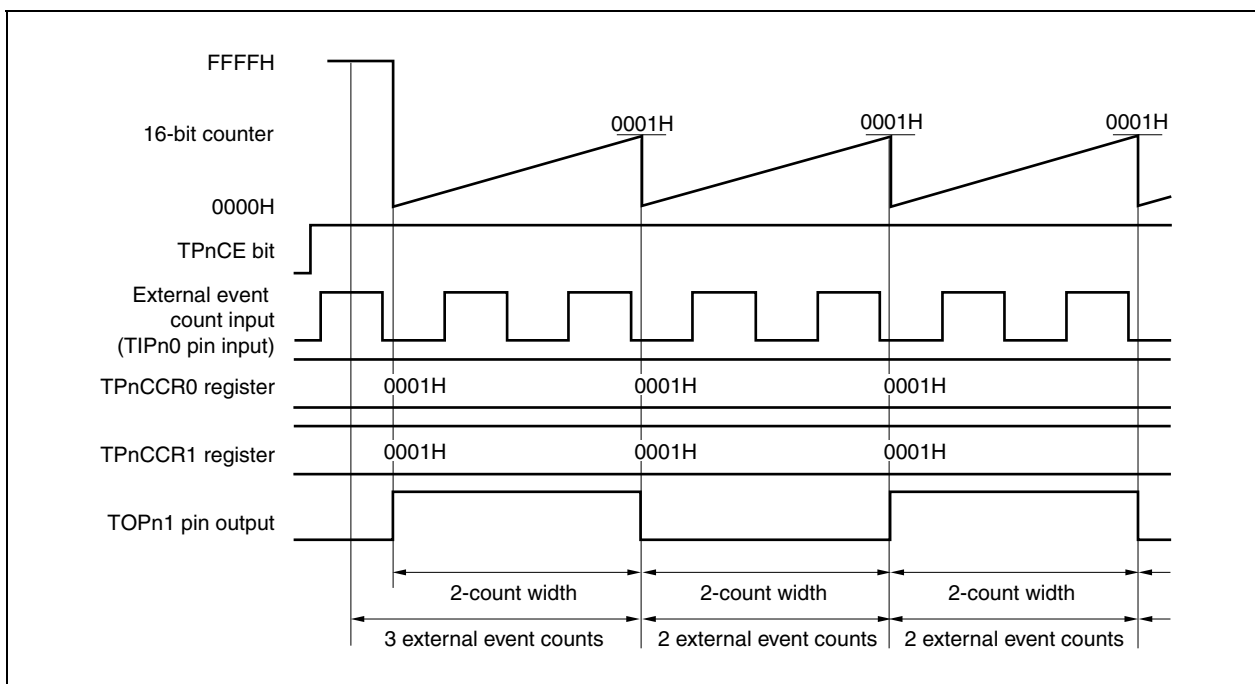 FFFFH
16-bit counter
0001H 0001H 0001H
0000H
TPnCE bit
External event
count input
(TIPn0 pin input)
TPnCCR0 register
0001H 0001H 0001H
TPnCCR1 register
0001H 0001H 0001H
TOPn1 pin output
2-count width 2-count width 2-count width
3 external event counts 2 external event counts 2 external event counts